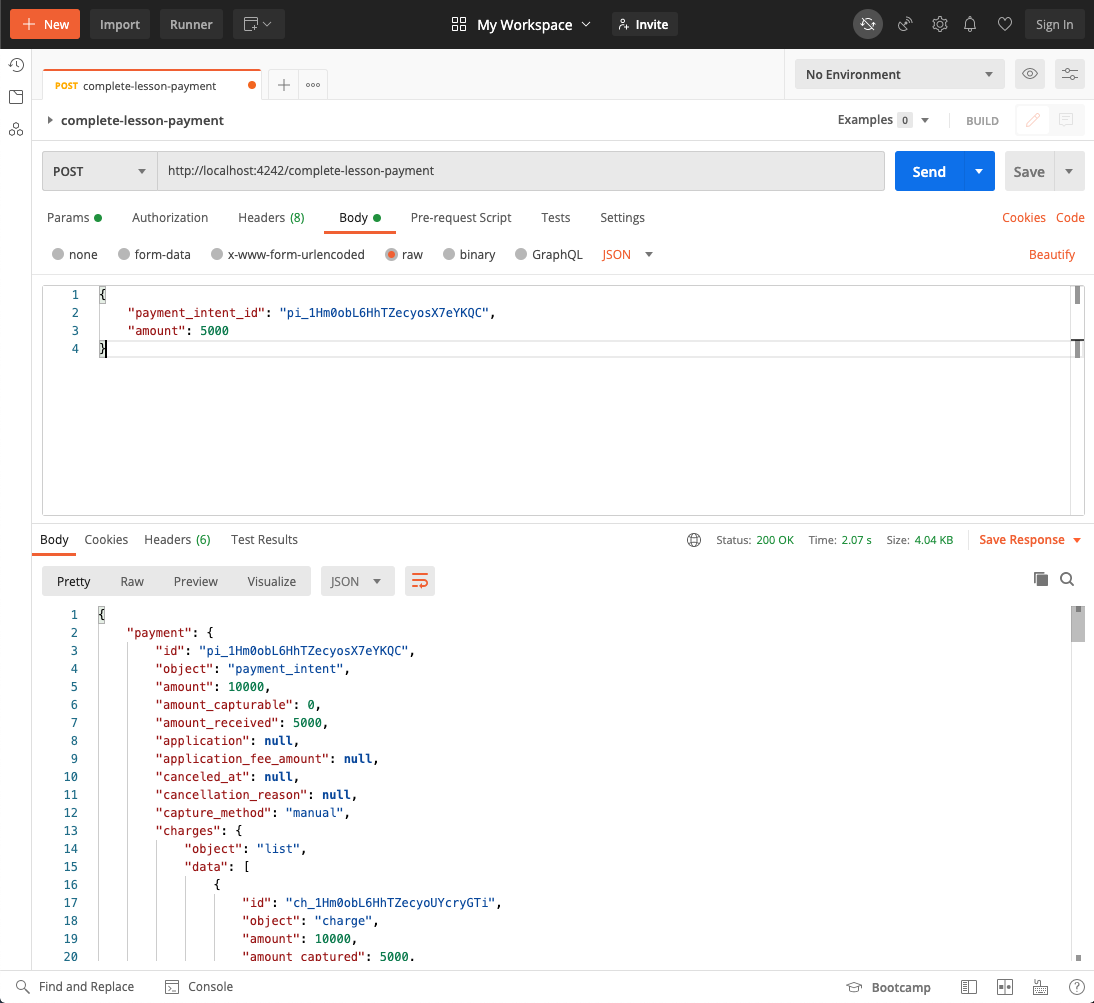 New Import Runner My Workspace Invite Sign In
POST complete-lesson-payment No Environment
complete-lesson-payment Examples 0 BUILD
POST http://localhost:4242/complete-lesson-payment Send Save
Params Authorization Headers (8) Body Pre-request Script Tests Settings Cookies Code
none form-data x-www-form-urlencoded raw binary GraphQL JSON Beautify
1 {
2 "payment_intent_id": "pi_1Hm0obL6HhTZecyosX7eYKQC",
3 "amount": 5000
4 }
Body Cookies Headers (6) Test Results Status: 200 OK Time: 2.07 s Size: 4.04 KB Save Response
Pretty Raw Preview Visualize JSON
1 {
2 "payment": {
3 "id": "pi_1Hm0obL6HhTZecyosX7eYKQC",
4 "object": "payment_intent",
5 "amount": 10000,
6 "amount_capturable": 0,
7 "amount_received": 5000,
8 "application": null,
9 "application_fee_amount": null,
10 "canceled_at": null,
11 "cancellation_reason": null,
12 "capture_method": "manual",
13 "charges": {
14 "object": "list",
15 "data": [
16 {
17 "id": "ch_1Hm0obL6HhTZecyoUYcryGTi",
18 "object": "charge",
19 "amount": 10000,
20 "amount_captured": 5000,
Find and Replace Console Bootcamp